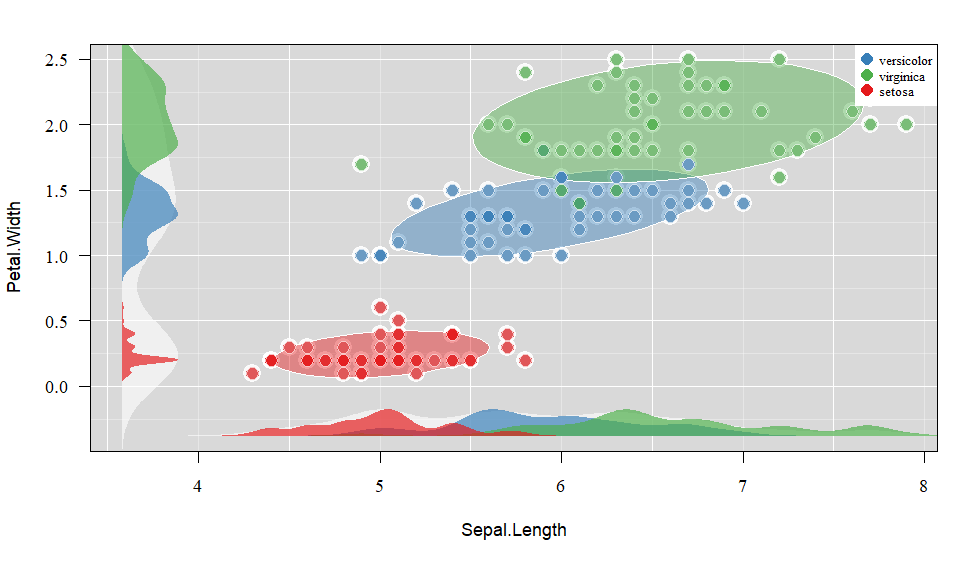 versicolor
virginica
setosa
2.5
2.0
1.5
1.0
0.5
0.0
Petal.Width
4 5 6 7 8
Sepal.Length